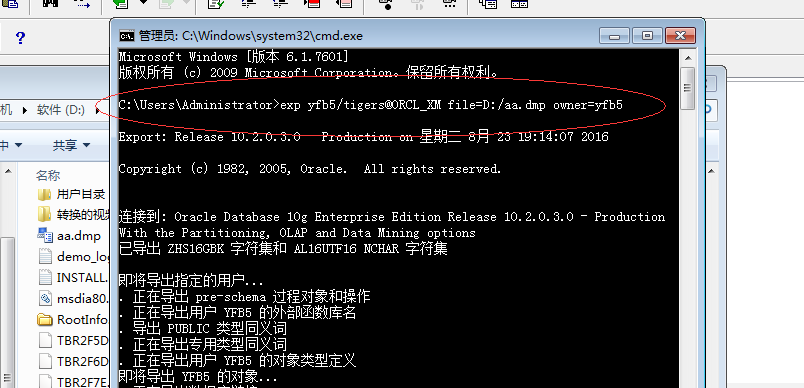 ?
管理员: C:\Windows\system32\cmd.exe
Microsoft Windows [版本 6.1.7601]
版权所有 (c) 2009 Microsoft Corporation。保留所有权利。
C:\Users\Administrator>exp yfb5/tigers@ORCL_XM file=D:/aa.dmp owner=yfb5
Export: Release 10.2.0.3.0 - Production on 星期二 8月 23 19:14:07 2016
Copyright (c) 1982, 2005, Oracle.  All rights reserved.
连接到: Oracle Database 10g Enterprise Edition Release 10.2.0.3.0 - Production
With the Partitioning, OLAP and Data Mining options
已导出 ZHS16GBK 字符集和 AL16UTF16 NCHAR 字符集
即将导出指定的用户...
. 正在导出 pre-schema 过程对象和操作
. 正在导出用户 YFB5 的外部函数库名
. 导出 PUBLIC 类型同义词
. 正在导出专用类型同义词
. 正在导出用户 YFB5 的对象类型定义
即将导出 YFB5 的对象...
机 ▸ 软件 (D:) ▸
中 ▾ 共享 ▾
名称
用户目录
转换的视频
aa.dmp
demo_log
INSTALL.
msdia80.
RootInfo
TBR2F5D
TBR2F6D
TBR2F7E